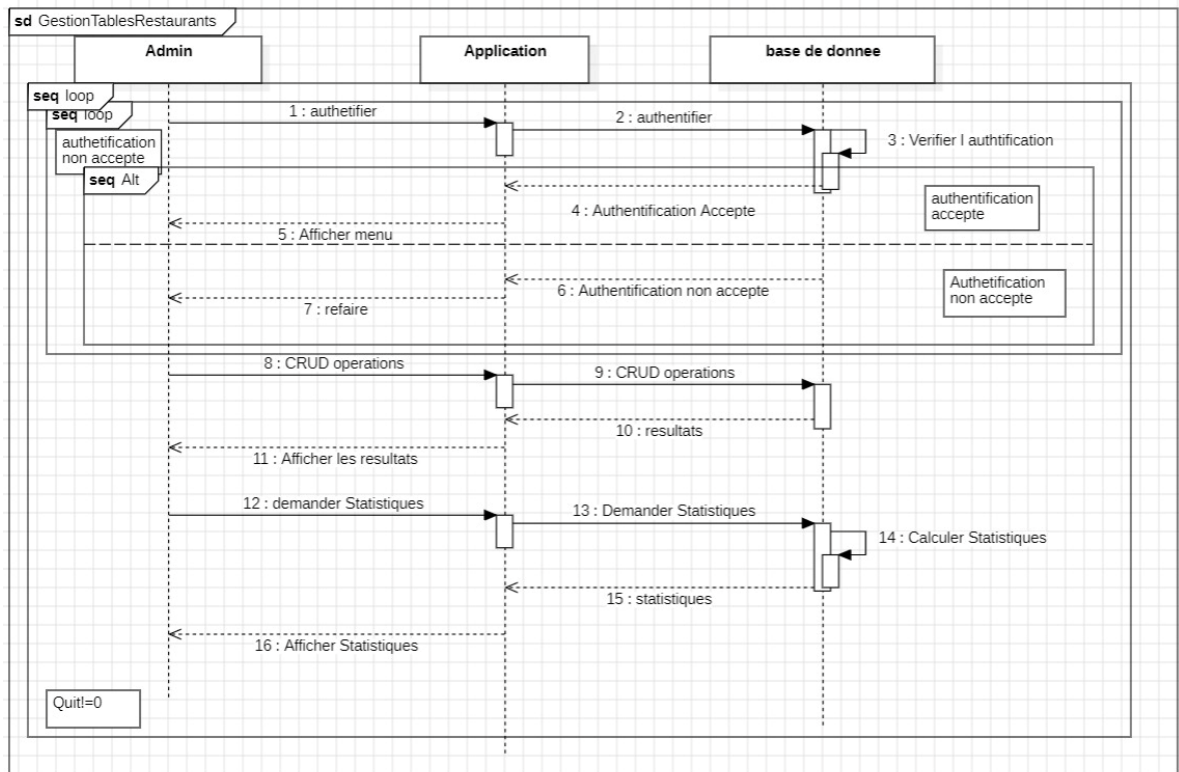 sd GestionTablesRestaurants
Admin
Application
base de donnee
seq loop
seq loop
1 : authetifier
2 : authentifier
authetification
non accepte
3 : Verifier l authtification
seq Alt
4 : Authentification Accepte
authentification
accepte
5 : Afficher menu
6 : Authentification non accepte
Authetification
non accepte
7 : refaire
8 : CRUD operations
9 : CRUD operations
10 : resultats
11 : Afficher les resultats
12 : demander Statistiques
13 : Demander Statistiques
14 : Calculer Statistiques
15 : statistiques
16 : Afficher Statistiques
Quit!=0